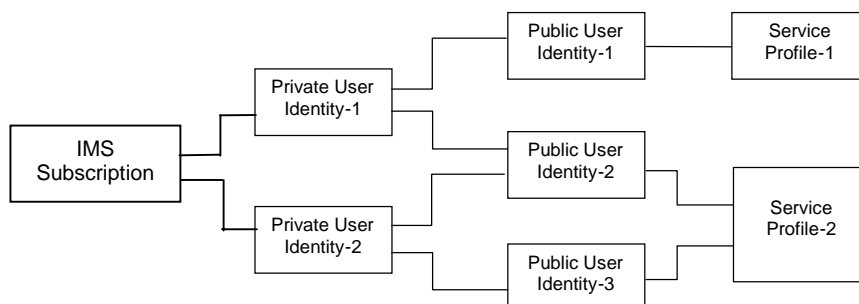 IMS
Subscription
Private User
Identity-1
Private User
Identity-2
Public User
Identity-1
Public User
Identity-2
Public User
Identity-3
Service
Profile-1
Service
Profile-2